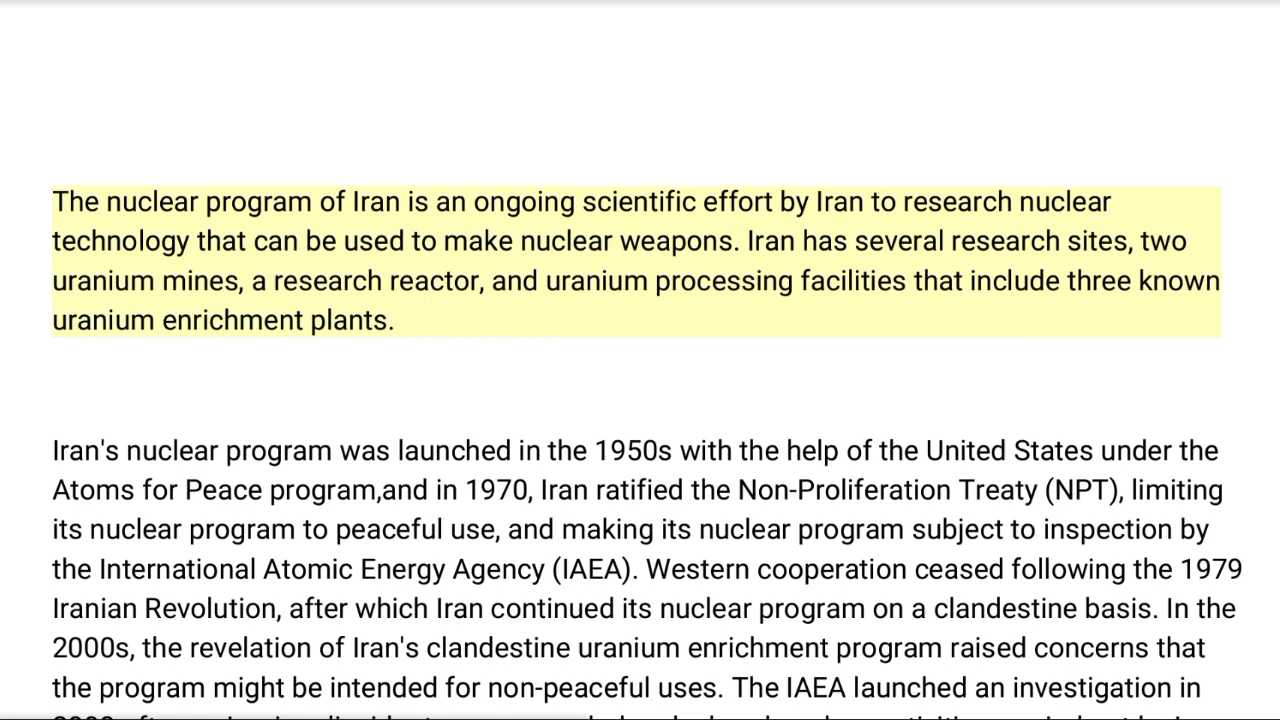 The nuclear program of Iran is an ongoing scientific effort by Iran to research nuclear
technology that can be used to make nuclear weapons. Iran has several research sites, two
uranium mines, a research reactor, and uranium processing facilities that include three known
uranium enrichment plants.
Iran's nuclear program was launched in the 1950s with the help of the United States under the
Atoms for Peace program,and in 1970, Iran ratified the Non-Proliferation Treaty (NPT), limiting
its nuclear program to peaceful use, and making its nuclear program subject to inspection by
the International Atomic Energy Agency (IAEA). Western cooperation ceased following the 1979
Iranian Revolution, after which Iran continued its nuclear program on a clandestine basis. In the
2000s, the revelation of Iran's clandestine uranium enrichment program raised concerns that
the program might be intended for non-peaceful uses. The IAEA launched an investigation in